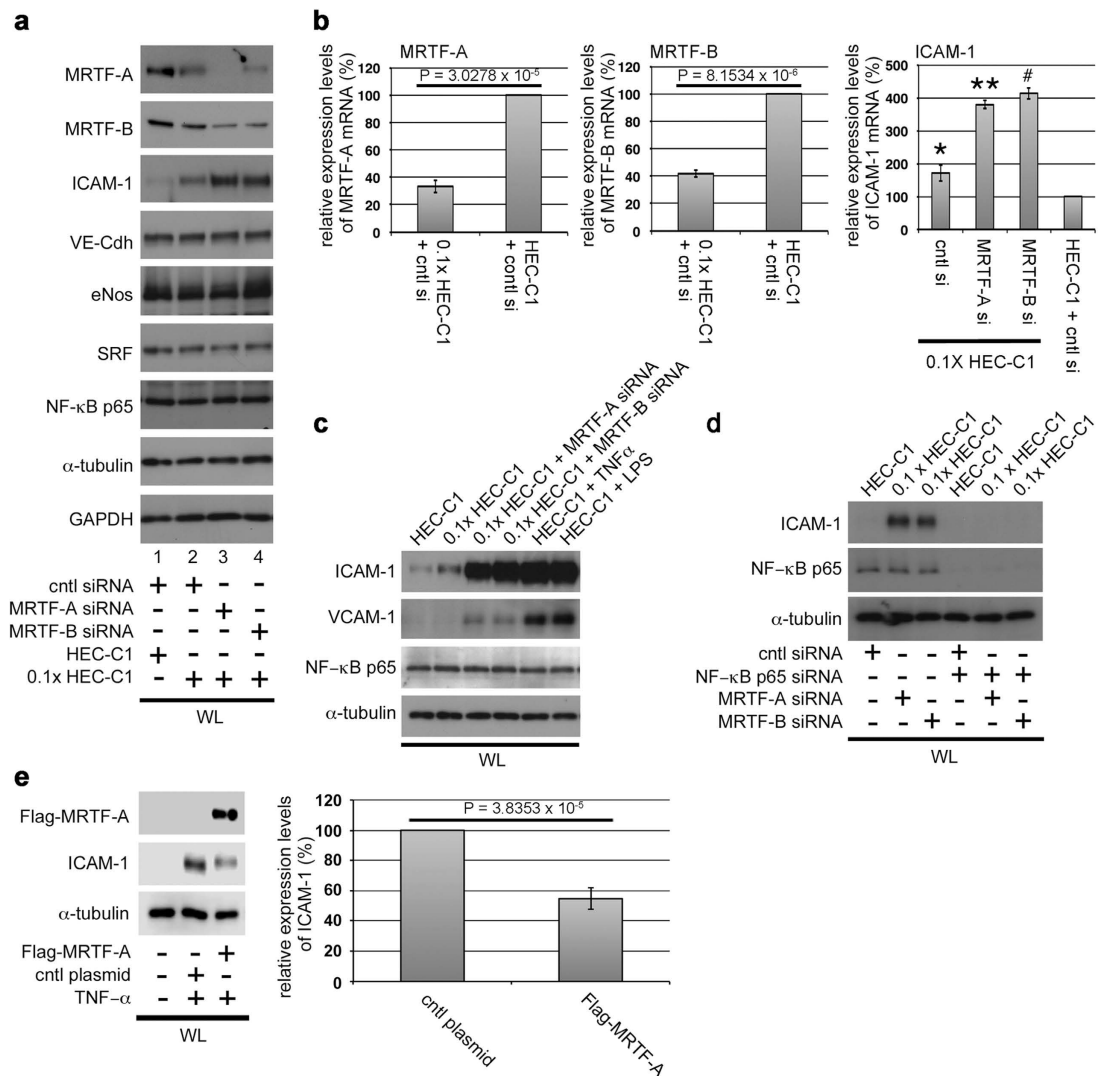 a
MRTF-A
MRTF-B
ICAM-1
VE-Cdh
eNos
SRF
NF-κB p65
α-tubulin
GAPDH
1 2 3 4
cntl siRNA + + - -
MRTF-A siRNA - - + -
MRTF-B siRNA - - - +
HEC-C1 + - - -
0.1x HEC-C1 - + + +
WL
b
MRTF-A
P = 3.0278 x 10-5
relative expression levels
of MRTF-A mRNA (%)
120
100
80
60
40
20
0
0.1x HEC-C1
+ cntl si
HEC-C1
+ contl si
MRTF-B
P = 8.1534 x 10-6
relative expression levels
of MRTF-B mRNA (%)
120
100
80
60
40
20
0
0.1x HEC-C1
+ cntl si
HEC-C1
+ cntl si
ICAM-1
relative expression levels
of ICAM-1 mRNA (%)
500
400
300
200
100
0
* ** #
cntl si
MRTF-A si
MRTF-B si
HEC-C1 + cntl si
0.1X HEC-C1
c
HEC-C1
0.1x HEC-C1
0.1x HEC-C1 + MRTF-A siRNA
0.1x HEC-C1 + MRTF-B siRNA
HEC-C1 + TNFα
HEC-C1 + LPS
ICAM-1
VCAM-1
NF-κB p65
α-tubulin
WL
d
HEC-C1
0.1 x HEC-C1
0.1x HEC-C1
HEC-C1
0.1x HEC-C1
0.1x HEC-C1
ICAM-1
NF-κB p65
α-tubulin
cntl siRNA + - - + - -
NF-κB p65 siRNA - - - + + +
MRTF-A siRNA - + - - + -
MRTF-B siRNA - - + - - +
WL
e
Flag-MRTF-A
ICAM-1
α-tubulin
Flag-MRTF-A - - +
cntl plasmid - + -
TNF-α - + +
WL
P = 3.8353 x 10-5
relative expression levels
of ICAM-1 (%)
120
100
80
60
40
20
0
cntl plasmid
Flag-MRTF-A